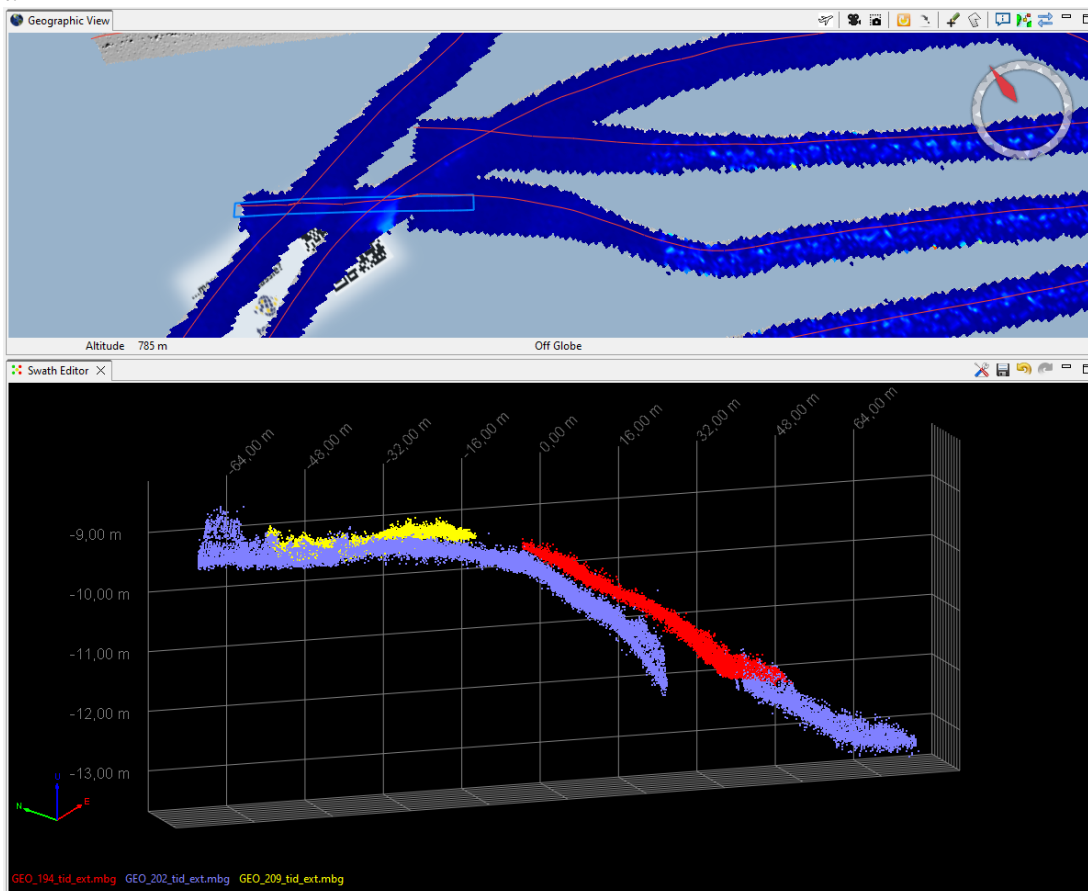 Geographic View
Altitude 785 m
Off Globe
Swath Editor
-64,00 m
-48,00 m
-32,00 m
-16,00 m
0,00 m
16,00 m
32,00 m
48,00 m
64,00 m
-9,00 m
-10,00 m
-11,00 m
-12,00 m
-13,00 m
U
N
E
GEO_194_tid_ext.mbg GEO_202_tid_ext.mbg GEO_209_tid_ext.mbg